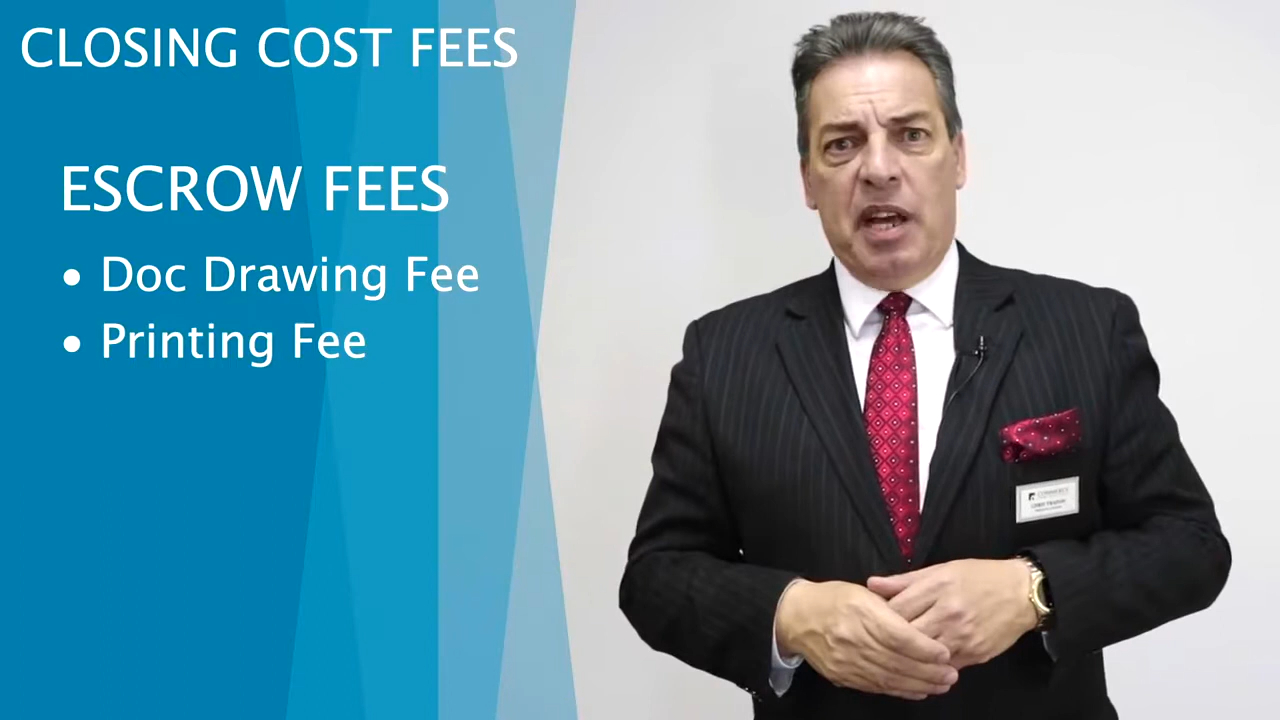 CLOSING COST FEES
ESCROW FEES
• Doc Drawing Fee
• Printing Fee